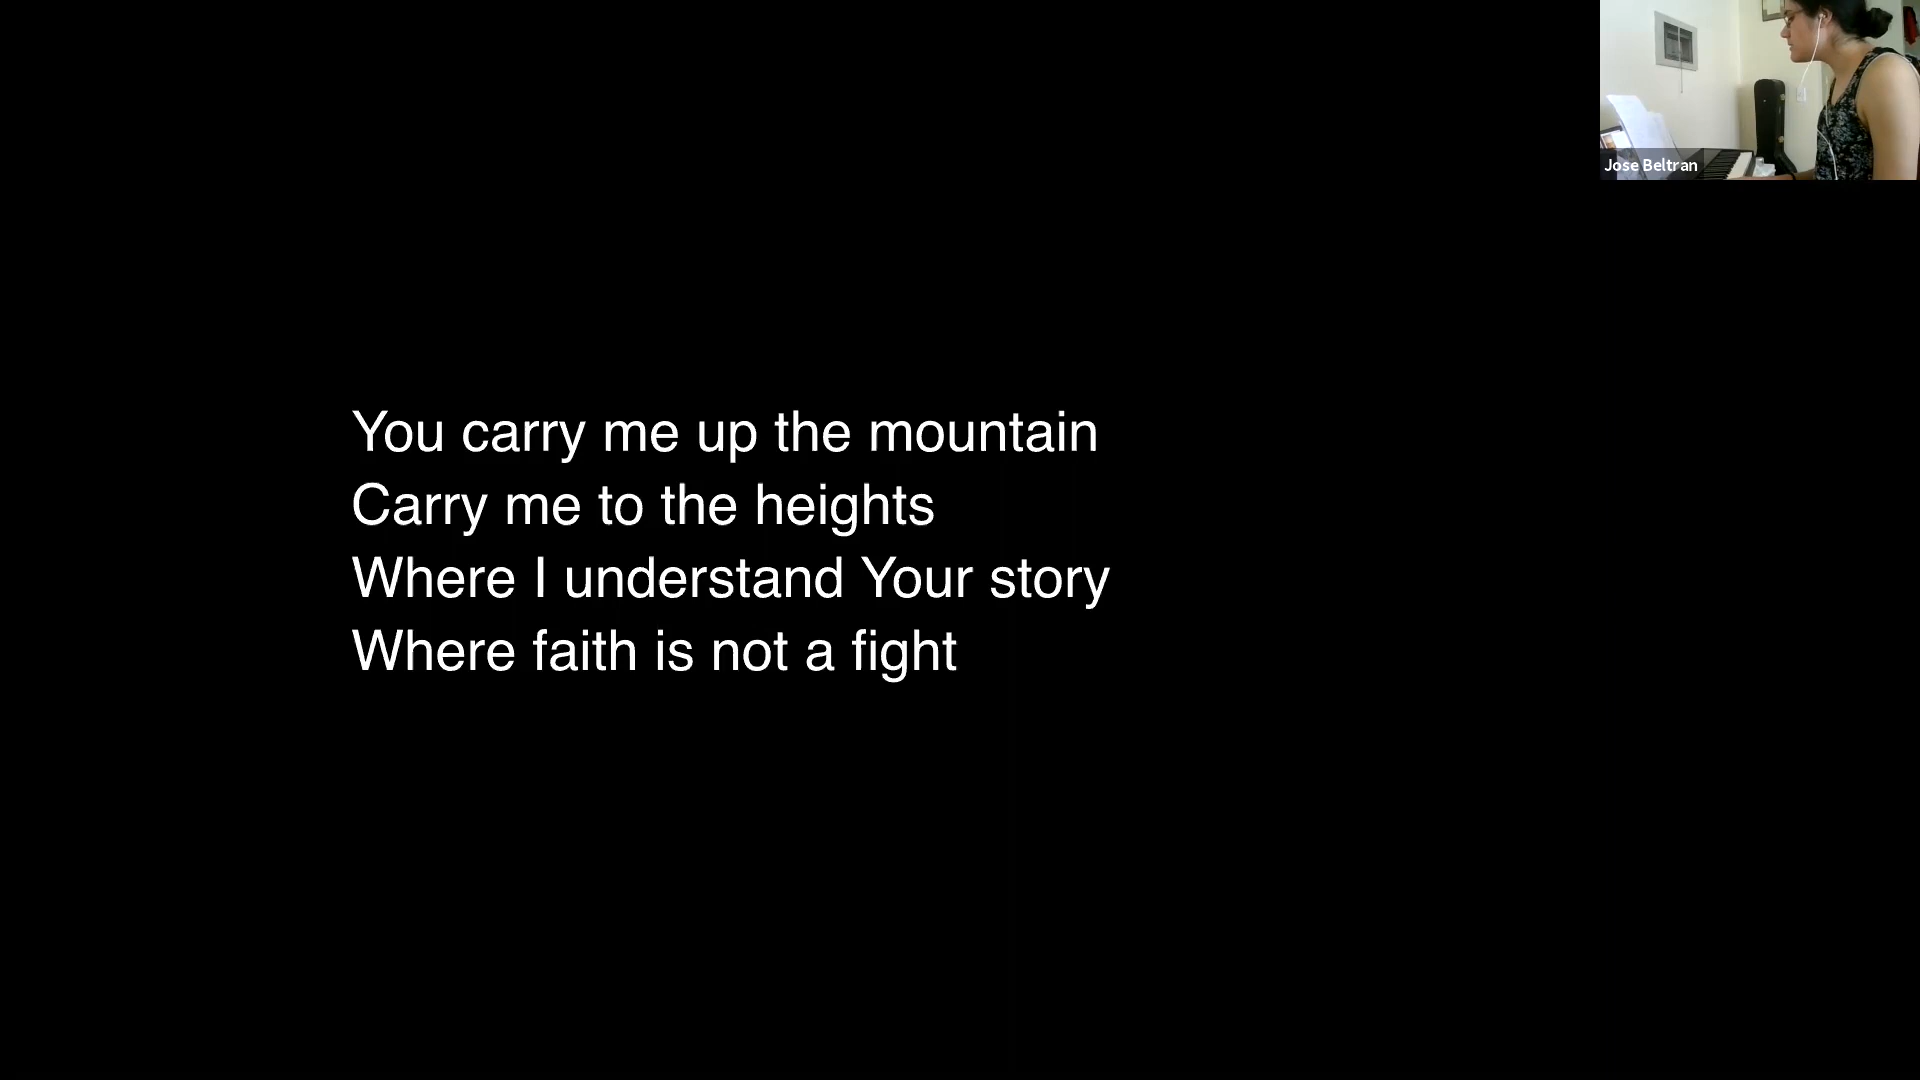 You carry me up the mountain
Carry me to the heights
Where I understand Your story
Where faith is not a fight
Jose Beltran